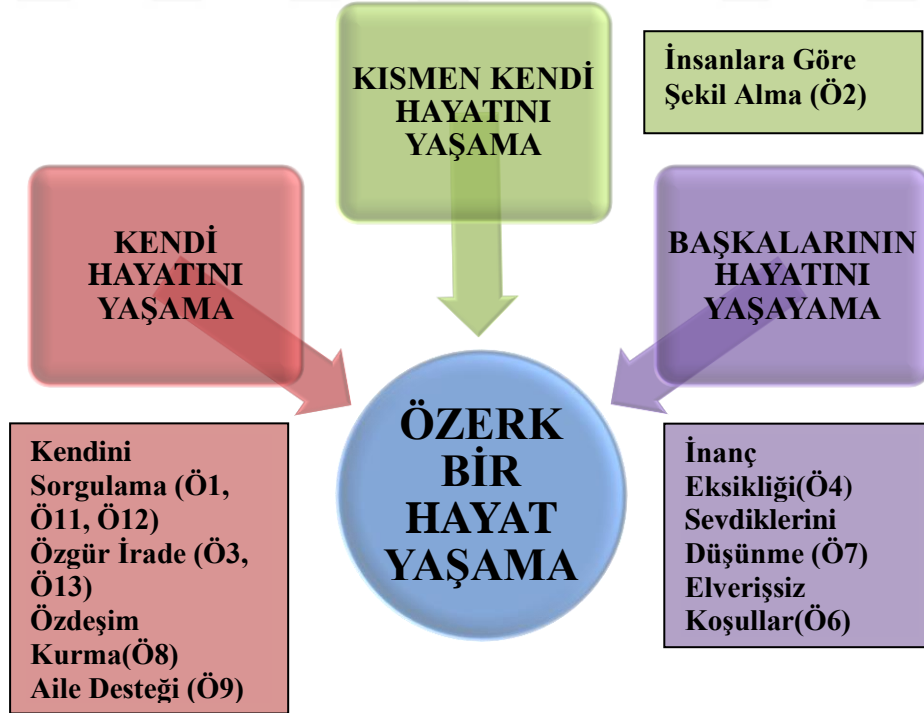 KISMEN KENDİ
HAYATINI
YAŞAMA
İnsanlara Göre
Şekil Alma (Ö2)
KENDİ
HAYATINI
YAŞAMA
BAŞKALARININ
HAYATINI
YAŞAYAMA
ÖZERK
BİR
HAYAT
YAŞAMA
Kendini
Sorgulama (Ö1,
Ö11, Ö12)
Özgür İrade (Ö3,
Ö13)
Özdeşim
Kurma(Ö8)
Aile Desteği (Ö9)
İnanç
Eksikliği(Ö4)
Sevdiklerini
Düşünme (Ö7)
Elverişsiz
Koşullar(Ö6)